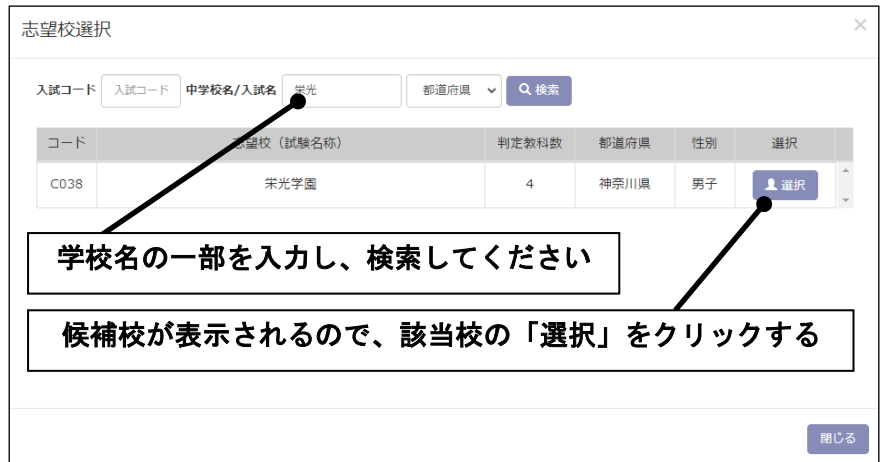 志望校選択 ×
入試コード 入試コード 中学校名/入試名 栄光 都道府県 検索
コード 志望校（試験名称） 判定教科数 都道府県 性別 選択
C038 栄光学園 4 神奈川県 男子 選択
学校名の一部を入力し、検索してください
候補校が表示されるので、該当校の「選択」をクリックする
閉じる